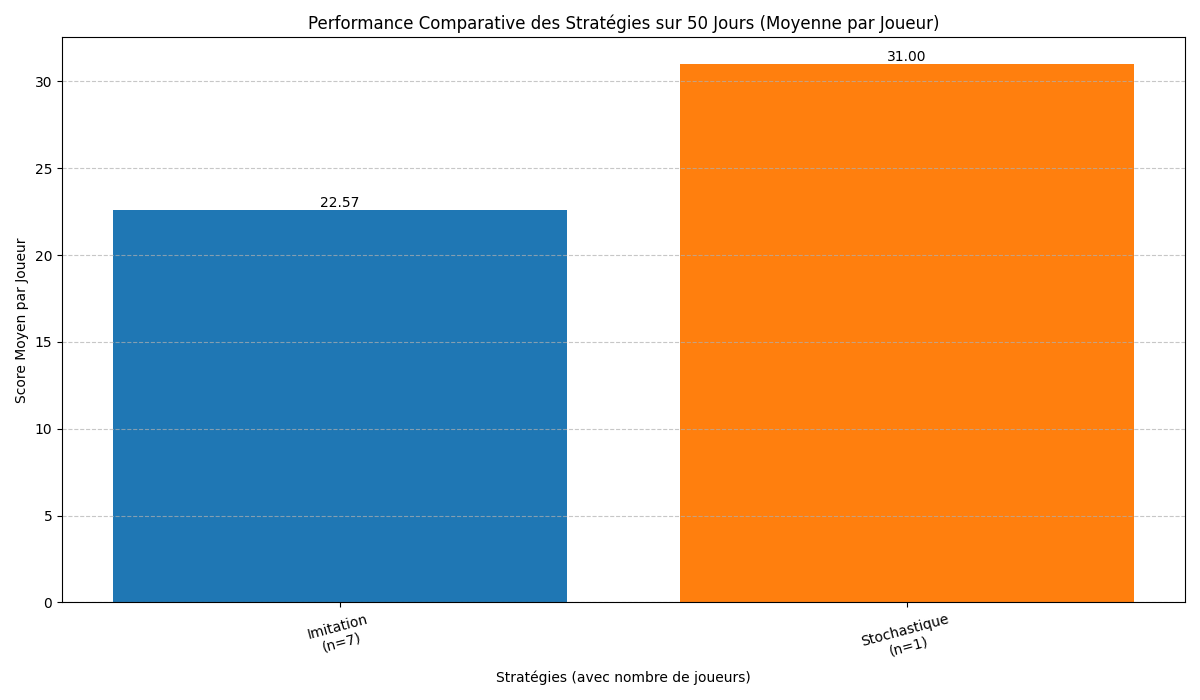 Performance Comparative des Stratégies sur 50 Jours (Moyenne par Joueur)
31.00
22.57
30
25
20
15
10
5
0
Score Moyen par Joueur
Imitation
(n=7)
Stochastique
(n=1)
Stratégies (avec nombre de joueurs)